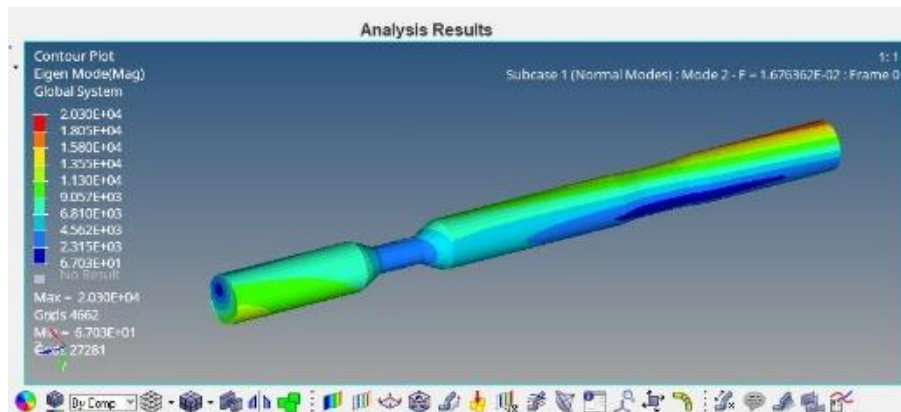 Analysis Results
Contour Plot
Eigen Mode(Mag)
Global System
1: 1
Subcase 1 (Normal Modes) : Mode 2 - F = 1.676362E-02 : Frame 0
2.030E+04
1.805E+04
1.580E+04
1.355E+04
1.130E+04
9.057E+03
6.810E+03
4.562E+03
2.315E+03
6.703E+01
No Result
Max = 2.030E+04
Grids 4662
= 6.703E+01
27281
By Comp